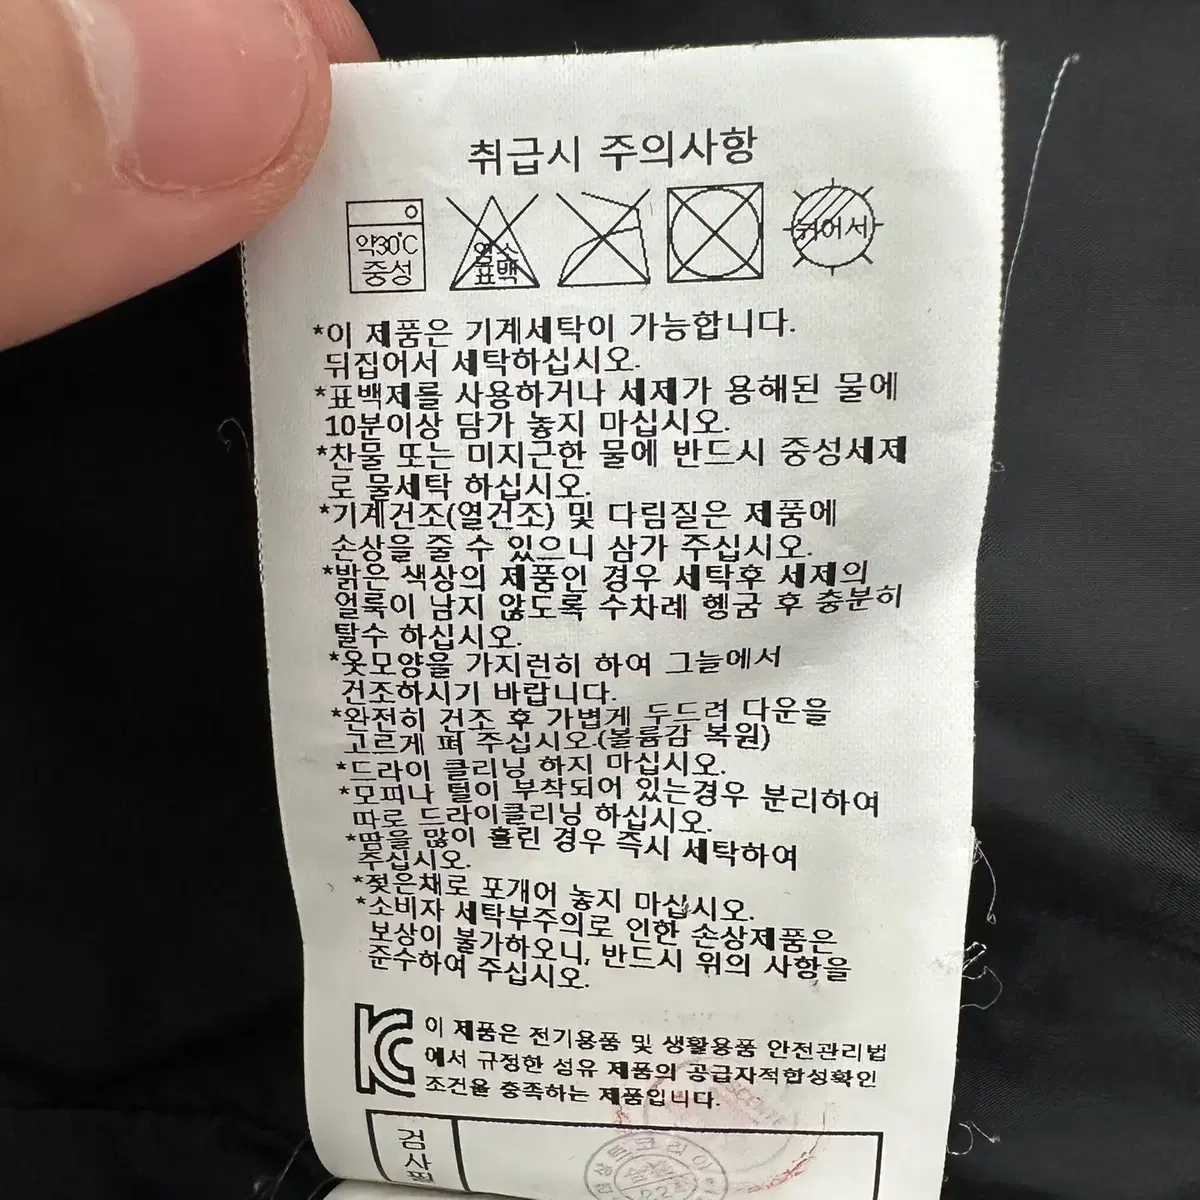 취급시 주의사항
약30℃
중성
염소
표백
뉘어서
*이 제품은 기계세탁이 가능합니다.
뒤집어서 세탁하십시오.
*표백제를 사용하거나 세제가 용해된 물에
10분이상 담가 놓지 마십시오.
*찬물 또는 미지근한 물에 반드시 중성세제
로 물세탁 하십시오.
*기계건조(열건조) 및 다림질은 제품에
손상을 줄 수 있으니 삼가 주십시오.
*밝은 색상의 제품인 경우 세탁후 세제의
얼룩이 남지 않도록 수차례 헹굼 후 충분히
탈수 하십시오.
*옷모양을 가지런히 하여 그늘에서
건조하시기 바랍니다.
*완전히 건조 후 가볍게 두드려 다운을
고르게 펴 주십시오.(볼륨감 복원)
*드라이 클리닝 하지 마십시오.
*모피나 털이 부착되어 있는경우 분리하여
따로 드라이클리닝 하십시오.
*땀을 많이 흘린 경우 즉시 세탁하여
주십시오.
*젖은채로 포개어 놓지 마십시오.
*소비자 세탁부주의로 인한 손상제품은
보상이 불가하오니, 반드시 위의 사항을
준수하여 주십시오.
이 제품은 전기용품 및 생활용품 안전관리법
에서 규정한 섬유 제품의 공급자적합성확인
조건을 충족하는 제품입니다.
검사필